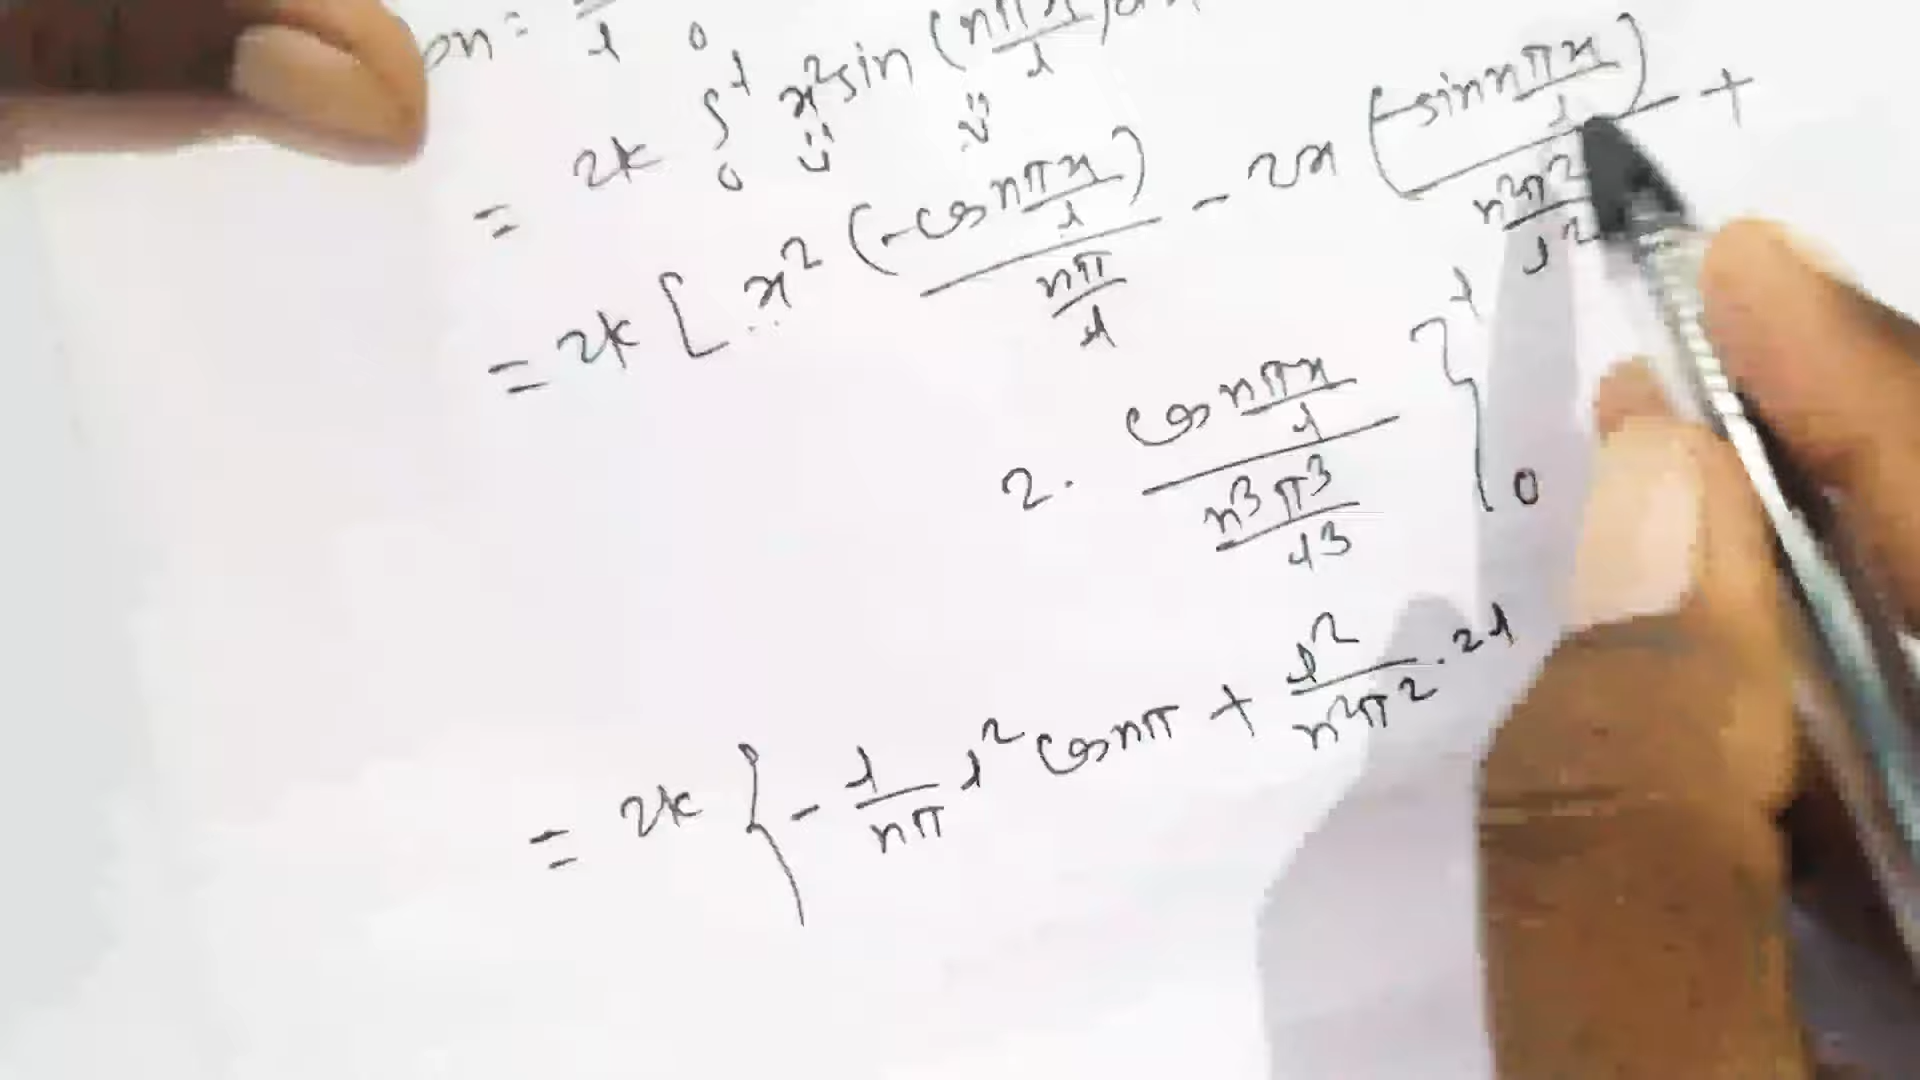 bn = ─/l 0
= 2k ∫₀^l x² sin (nπx/l) dx
= 2k [ x² (-cos nπx/l)/(nπ/l) - 2x (-sin nπx/l)/(n²π²/l²) +
2. (cos nπx/l)/(n³π³/l³) }₀^l
= 2k { - l/nπ l² cos nπ + l²/n²π² . 2l